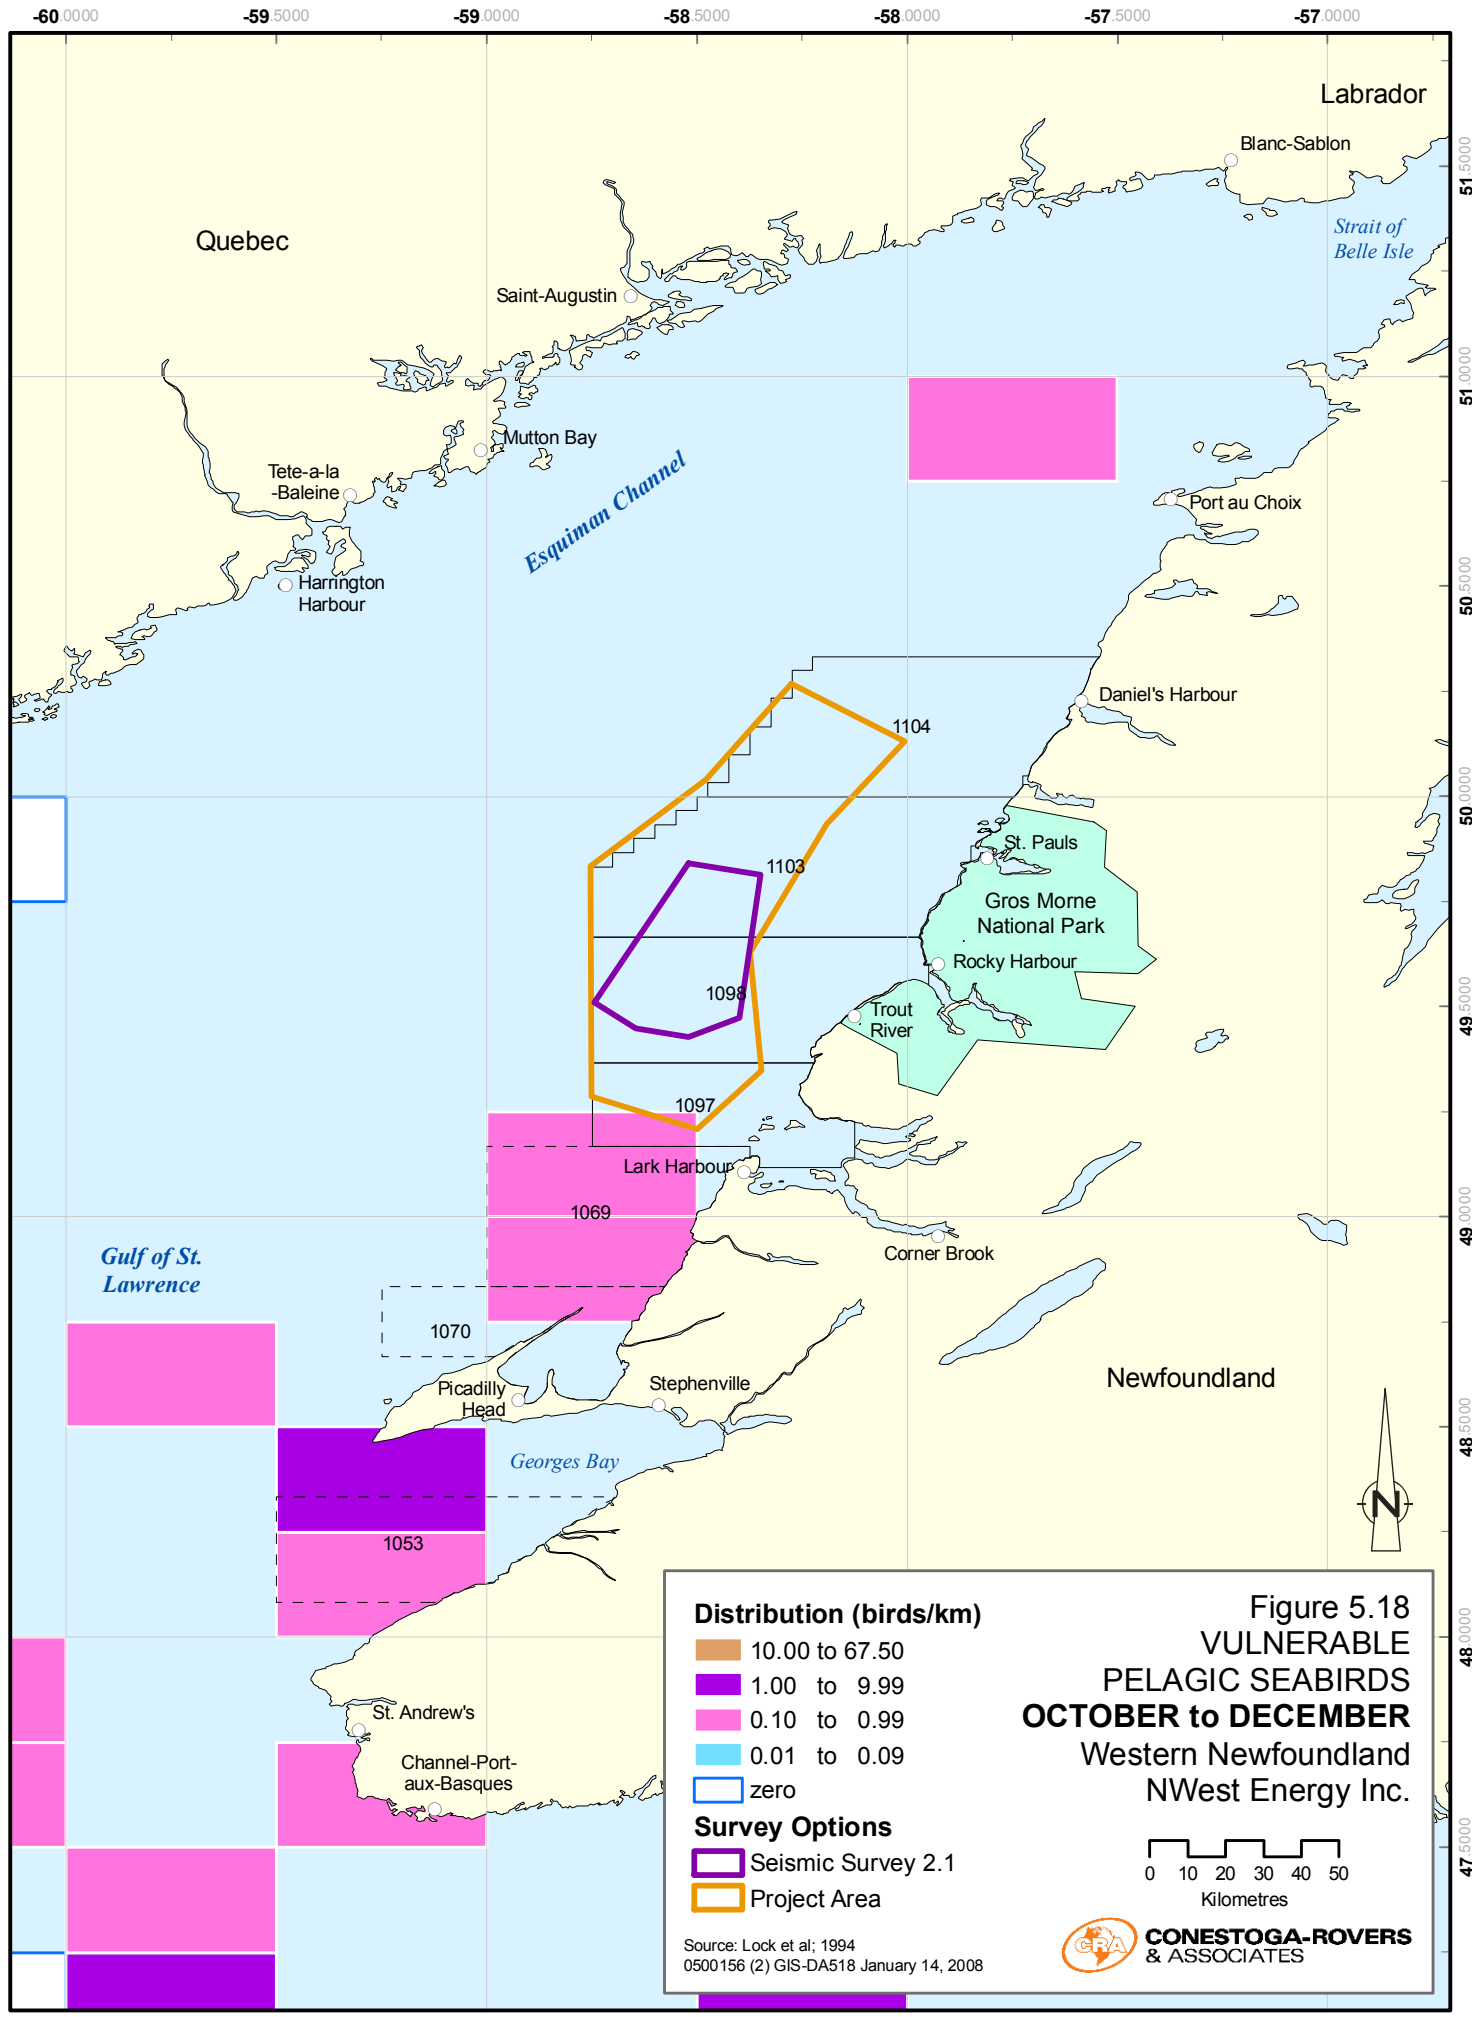 -60.0000
-59.5000
-59.0000
-58.5000
-58.0000
-57.5000
-57.0000
Labrador
Blanc-Sablon
51.5000
Strait of
Belle Isle
Quebec
Saint-Augustin
51.0000
Mutton Bay
Tete-a-la
-Baleine
Esquiman Channel
Port au Choix
Harrington
Harbour
50.5000
Daniel's Harbour
1104
50.0000
St. Pauls
1103
Gros Morne
National Park
Rocky Harbour
1098
Trout
River
49.5000
1097
Lark Harbour
1069
49.0000
Corner Brook
Gulf of St.
Lawrence
1070
Newfoundland
Picadilly
Head
Stephenville
48.5000
Georges Bay
N
1053
48.0000
St. Andrew's
Channel-Port-
aux-Basques
47.5000
Distribution (birds/km)
10.00 to 67.50
1.00 to 9.99
0.10 to 0.99
0.01 to 0.09
zero
Survey Options
Seismic Survey 2.1
Project Area
Source: Lock et al; 1994
0500156 (2) GIS-DA518 January 14, 2008
Figure 5.18
VULNERABLE
PELAGIC SEABIRDS
OCTOBER to DECEMBER
Western Newfoundland
NWest Energy Inc.
0 10 20 30 40 50
Kilometres
CRA
CONESTOGA-ROVERS
& ASSOCIATES